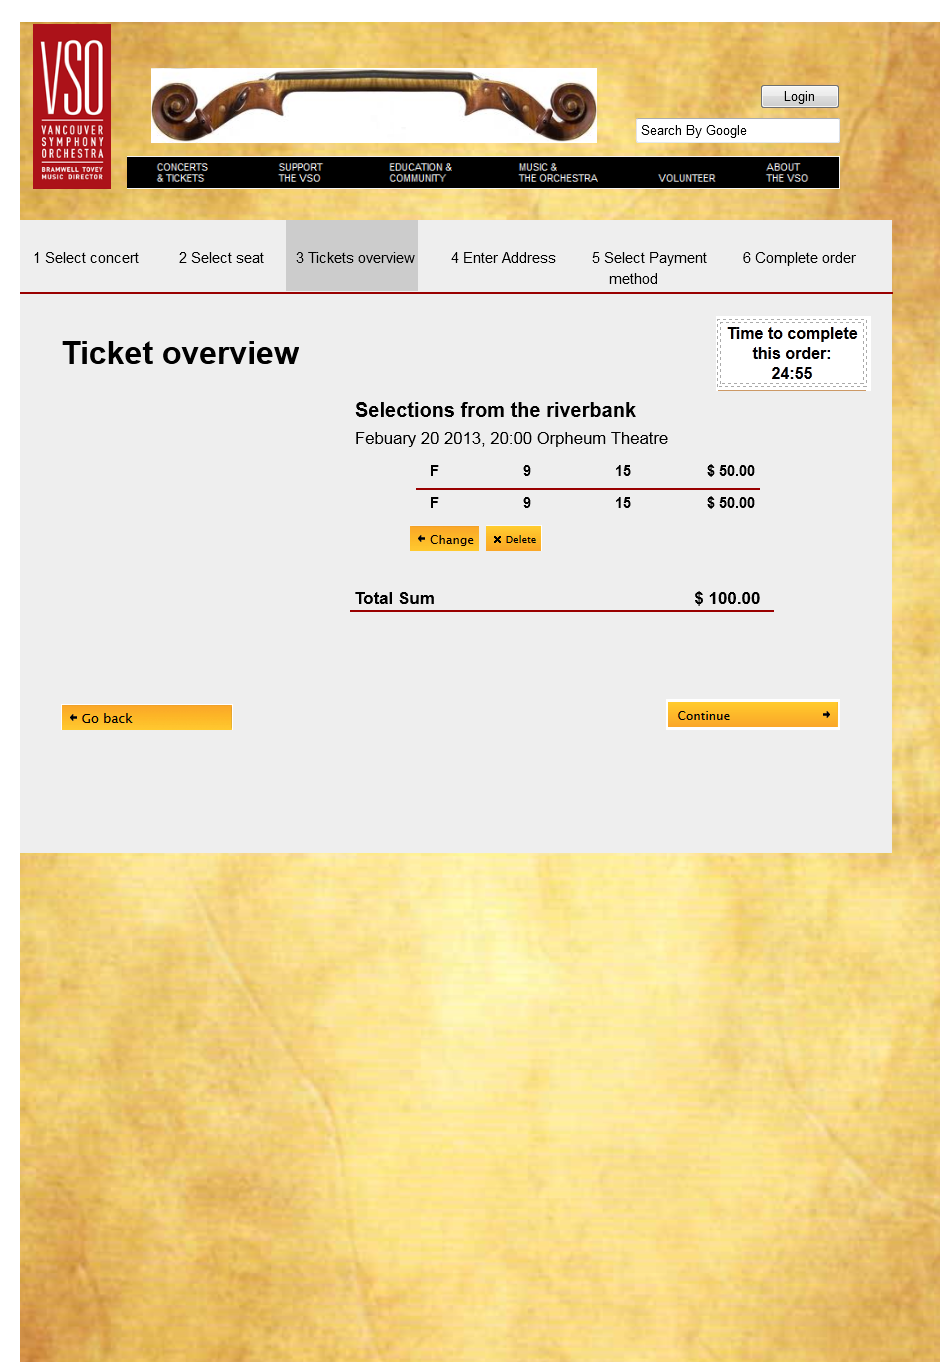 VSO
VANCOUVER
SYMPHONY
ORCHESTRA
BRAMWELL TOVEY
MUSIC DIRECTOR
Login
Search By Google
CONCERTS
& TICKETS
SUPPORT
THE VSO
EDUCATION &
COMMUNITY
MUSIC &
THE ORCHESTRA
VOLUNTEER
ABOUT
THE VSO
1 Select concert
2 Select seat
3 Tickets overview
4 Enter Address
5 Select Payment
method
6 Complete order
Ticket overview
Time to complete
this order:
24:55
Selections from the riverbank
Febuary 20 2013, 20:00 Orpheum Theatre
F 9 15 $ 50.00
F 9 15 $ 50.00
Change
Delete
Total Sum $ 100.00
Go back
Continue